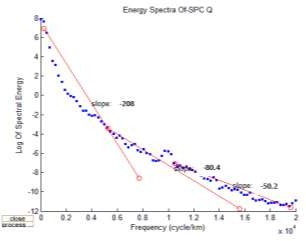 Energy Spectra Of-SPC Q
Log Of Spectral Energy
8
6
4
2
0
-2
-4
-6
-8
-10
-12
slope: -208
-80.4
slope: -50.2
0 0.2 0.4 0.6 0.8 1 1.2 1.4 1.6 1.8 2
x 10
Frequency (cycle/km)
close
process